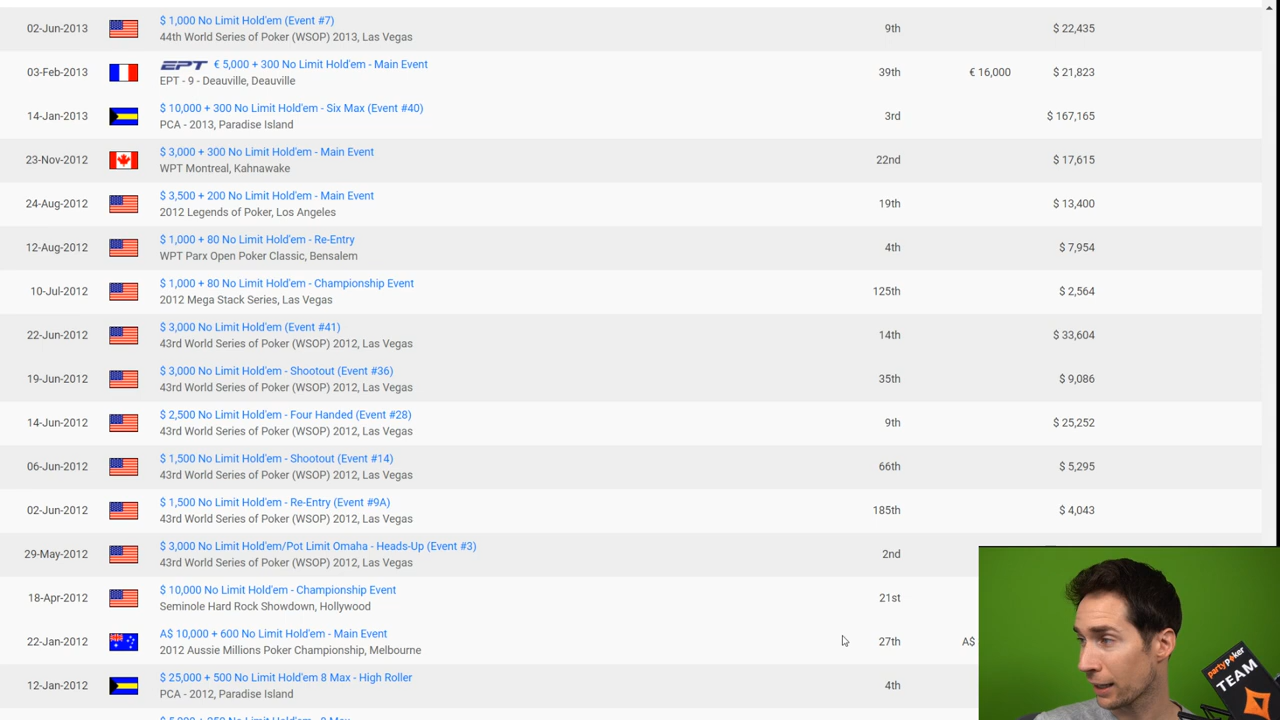 02-Jun-2013 $ 1,000 No Limit Hold'em (Event #7) 9th $ 22,435
44th World Series of Poker (WSOP) 2013, Las Vegas
03-Feb-2013 EPT € 5,000 + 300 No Limit Hold'em - Main Event 39th € 16,000 $ 21,823
EPT - 9 - Deauville, Deauville
14-Jan-2013 $ 10,000 + 300 No Limit Hold'em - Six Max (Event #40) 3rd $ 167,165
PCA - 2013, Paradise Island
23-Nov-2012 $ 3,000 + 300 No Limit Hold'em - Main Event 22nd $ 17,615
WPT Montreal, Kahnawake
24-Aug-2012 $ 3,500 + 200 No Limit Hold'em - Main Event 19th $ 13,400
2012 Legends of Poker, Los Angeles
12-Aug-2012 $ 1,000 + 80 No Limit Hold'em - Re-Entry 4th $ 7,954
WPT Parx Open Poker Classic, Bensalem
10-Jul-2012 $ 1,000 + 80 No Limit Hold'em - Championship Event 125th $ 2,564
2012 Mega Stack Series, Las Vegas
22-Jun-2012 $ 3,000 No Limit Hold'em (Event #41) 14th $ 33,604
43rd World Series of Poker (WSOP) 2012, Las Vegas
19-Jun-2012 $ 3,000 No Limit Hold'em - Shootout (Event #36) 35th $ 9,086
43rd World Series of Poker (WSOP) 2012, Las Vegas
14-Jun-2012 $ 2,500 No Limit Hold'em - Four Handed (Event #28) 9th $ 25,252
43rd World Series of Poker (WSOP) 2012, Las Vegas
06-Jun-2012 $ 1,500 No Limit Hold'em - Shootout (Event #14) 66th $ 5,295
43rd World Series of Poker (WSOP) 2012, Las Vegas
02-Jun-2012 $ 1,500 No Limit Hold'em - Re-Entry (Event #9A) 185th $ 4,043
43rd World Series of Poker (WSOP) 2012, Las Vegas
29-May-2012 $ 3,000 No Limit Hold'em/Pot Limit Omaha - Heads-Up (Event #3) 2nd
43rd World Series of Poker (WSOP) 2012, Las Vegas
18-Apr-2012 $ 10,000 No Limit Hold'em - Championship Event 21st
Seminole Hard Rock Showdown, Hollywood
22-Jan-2012 A$ 10,000 + 600 No Limit Hold'em - Main Event 27th A$
2012 Aussie Millions Poker Championship, Melbourne
12-Jan-2012 $ 25,000 + 500 No Limit Hold'em 8 Max - High Roller 4th
PCA - 2012, Paradise Island
partypoker
TEAM